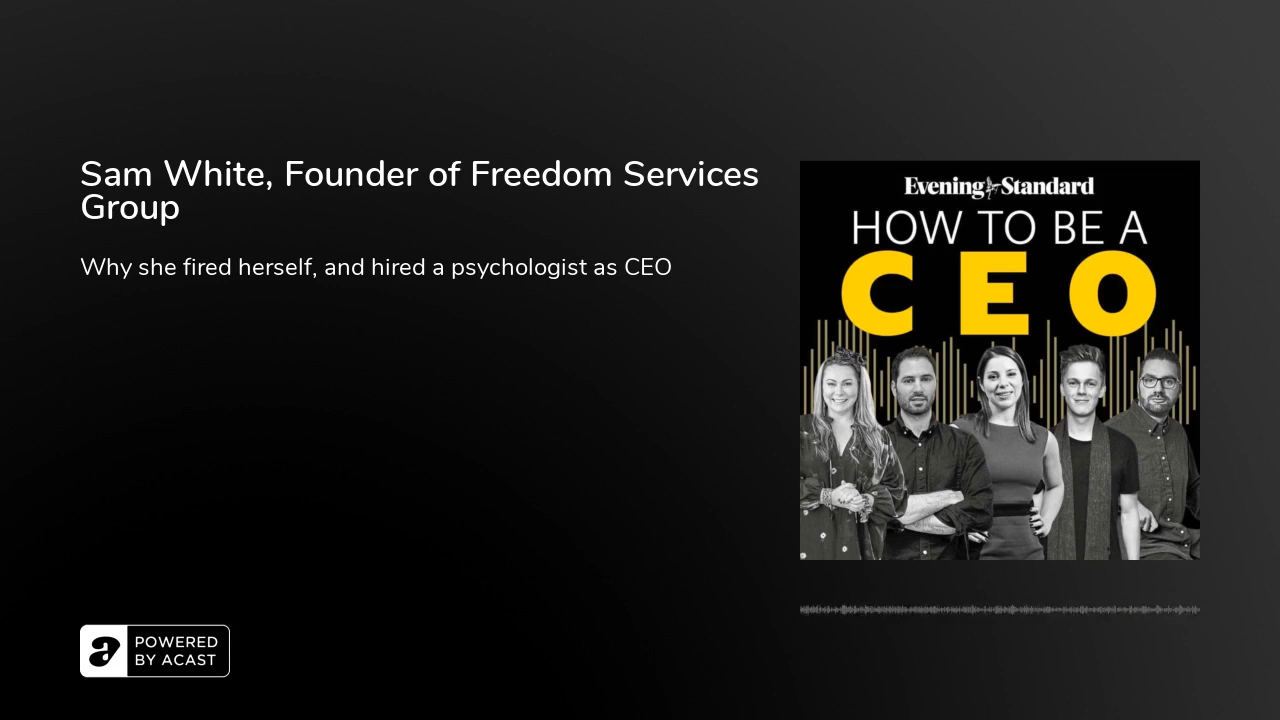 Sam White, Founder of Freedom Services
Group
Why she fired herself, and hired a psychologist as CEO
Evening Standard
HOW TO BE A
CEO
POWERED
BY ACAST